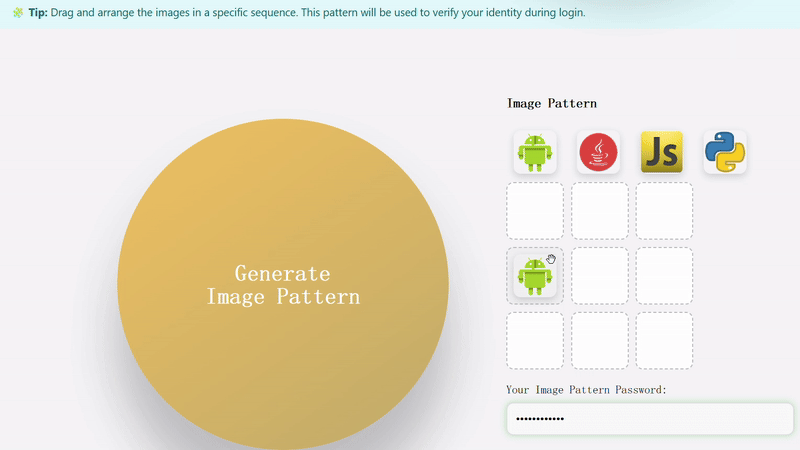 Tip: Drag and arrange the images in a specific sequence. This pattern will be used to verify your identity during login.
Generate
Image Pattern
Image Pattern
Js
Your Image Pattern Password:
••••••••••••